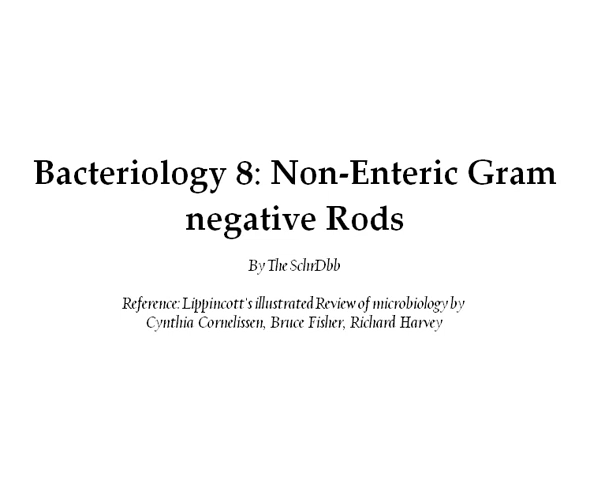 Bacteriology 8: Non-Enteric Gram
negative Rods
By The SchrDbb
Reference: Lippincott's illustrated Review of microbiology by
Cynthia Cornelissen, Bruce Fisher, Richard Harvey